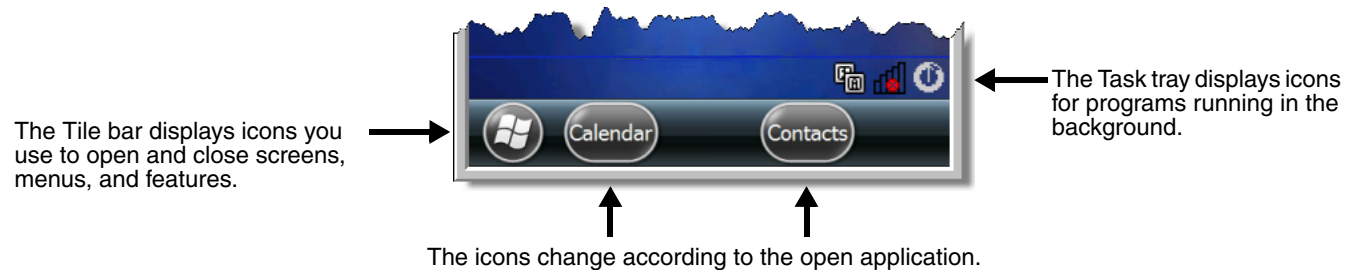 The Task tray displays icons
for programs running in the
background.
The Tile bar displays icons you
use to open and close screens,
menus, and features.
Calendar
Contacts
The icons change according to the open application.